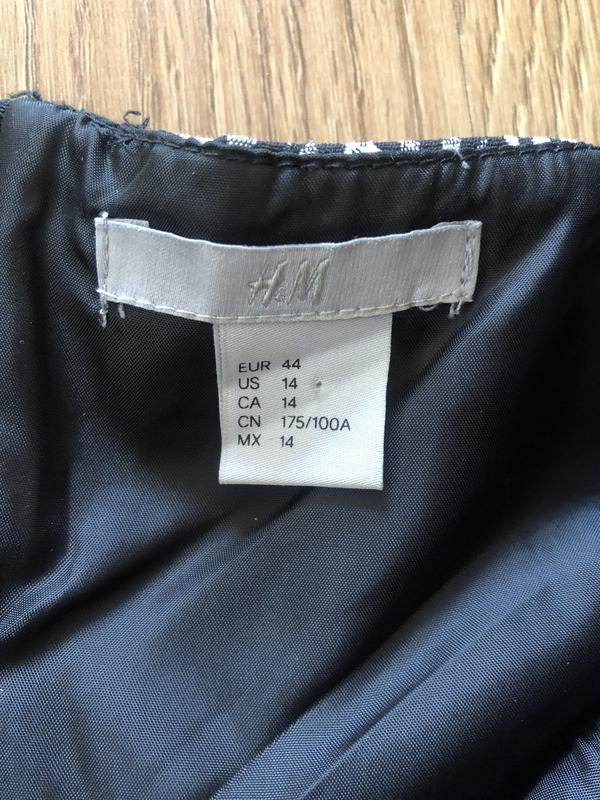 H&M
EUR 44
US 14
CA 14
CN 175/100A
MX 14